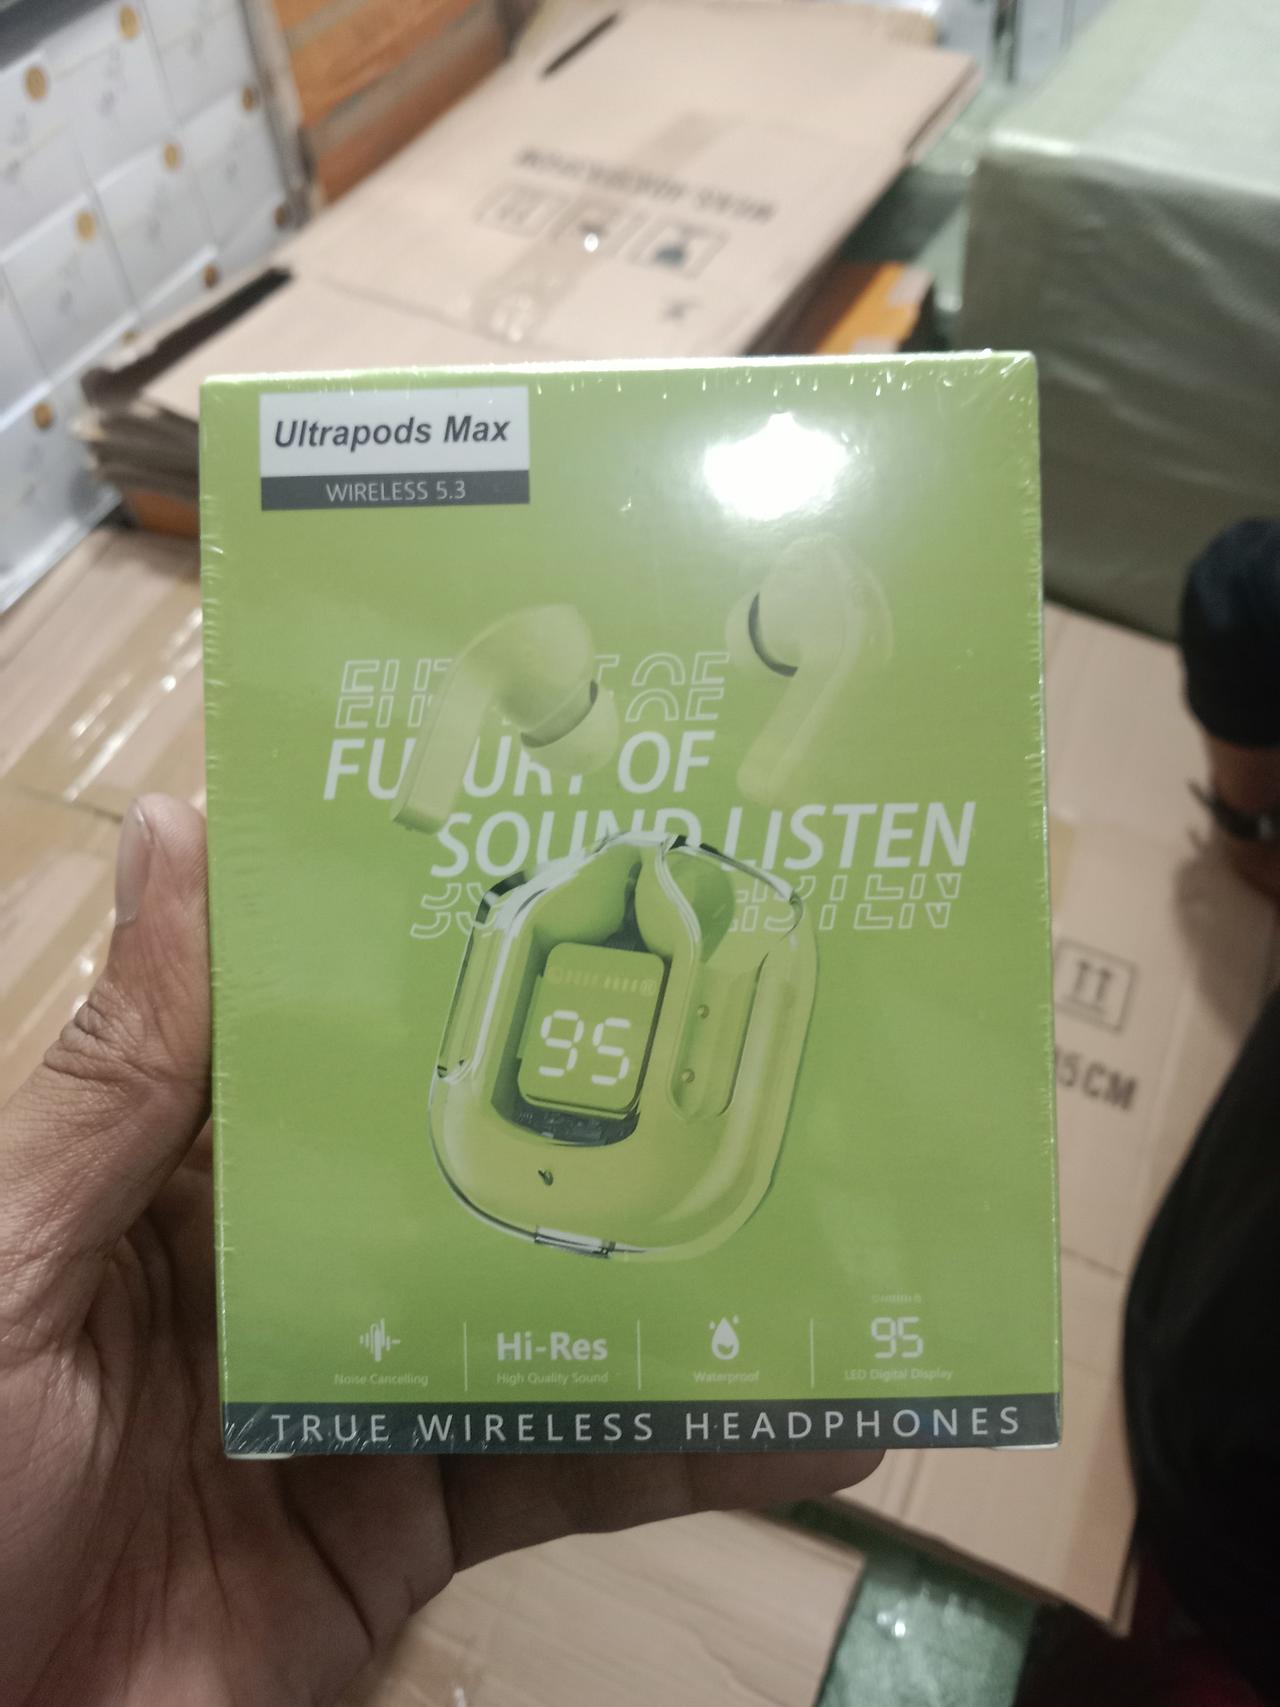 Ultrapods Max
WIRELESS 5.3
OF
SOUND LISTEN
95
Noise Cancelling
Hi-Res
High Quality Sound
Waterproof
95
LED Digital Display
TRUE WIRELESS HEADPHONES
5CM